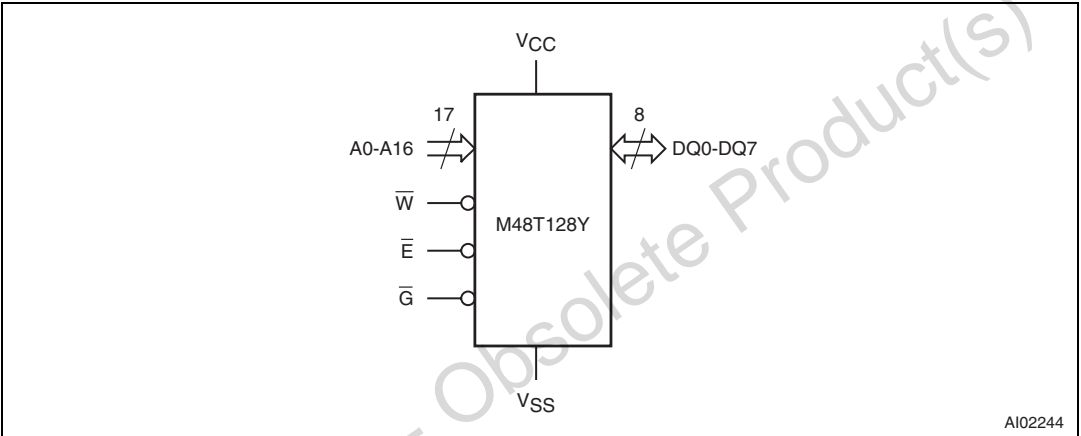 VCC
17
8
A0-A16
DQ0-DQ7
W̅
M48T128Y
E̅
G̅
VSS
AI02244
Obsolete Product(s)